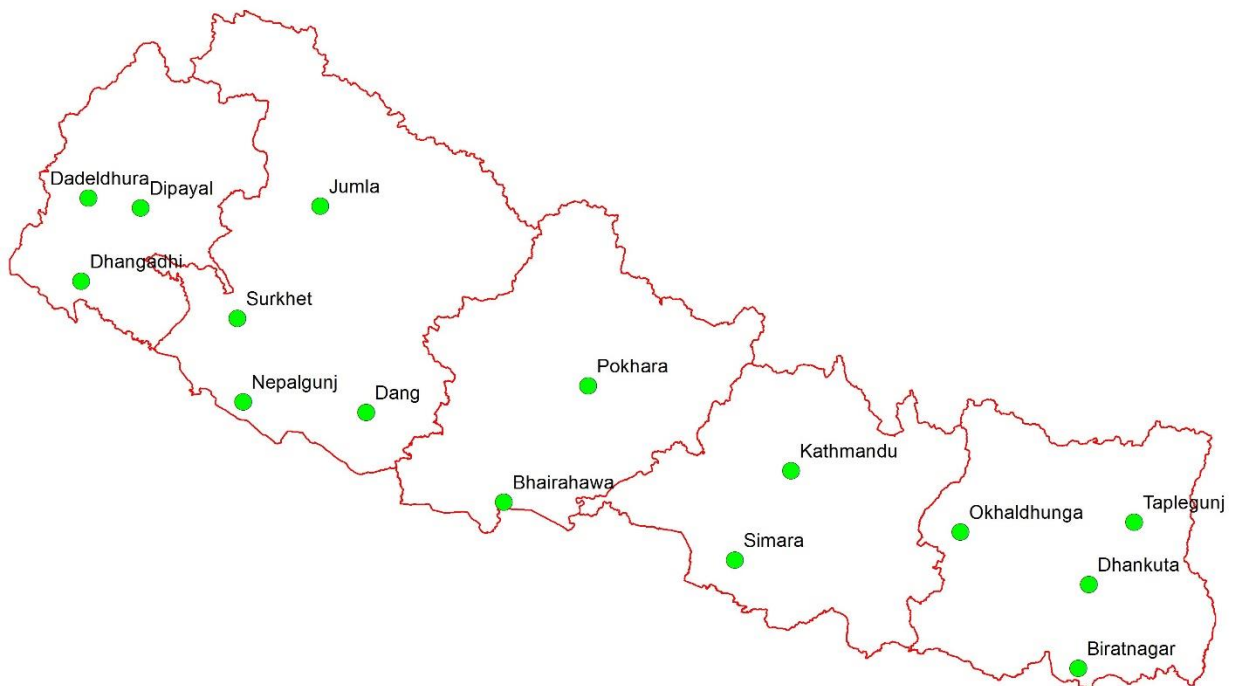 Dadeldhura
Dipayal
Jumla
Dhangadhi
Surkhet
Nepalgunj
Dang
Pokhara
Bhairahawa
Kathmandu
Okhaldhunga
Taplegunj
Simara
Dhankuta
Biratnagar